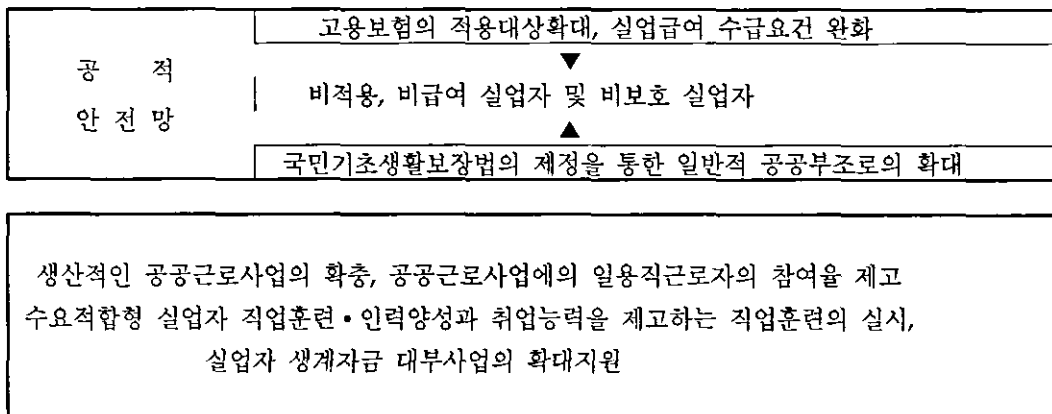 고용보험의 적용대상확대, 실업급여 수급요건 완화
▼
공 적
안 전 망
비적용, 비급여 실업자 및 비보호 실업자
▲
국민기초생활보장법의 제정을 통한 일반적 공공부조로의 확대
생산적인 공공근로사업의 확충, 공공근로사업에의 일용직근로자의 참여율 제고
수요적합형 실업자 직업훈련·인력양성과 취업능력을 제고하는 직업훈련의 실시,
실업자 생계자금 대부사업의 확대지원